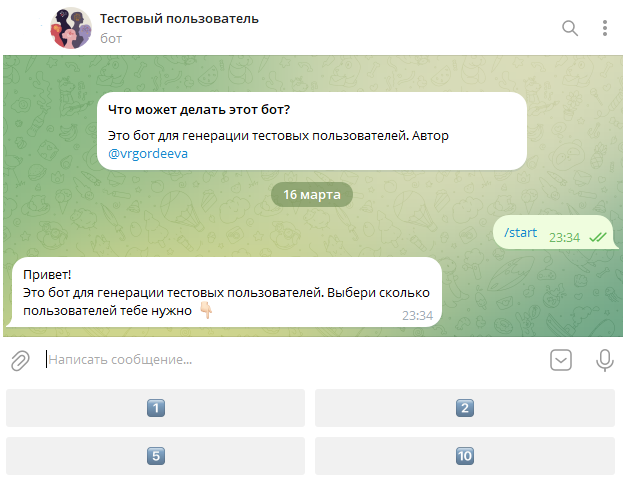 Тестовый пользователь
бот
Что может делать этот бот?
Это бот для генерации тестовых пользователей. Автор
@vrgordeeva
16 марта
/start 23:34
Привет!
Это бот для генерации тестовых пользователей. Выбери сколько
пользователей тебе нужно 👇🏻
23:34
Написать сообщение...
1 2
5 10